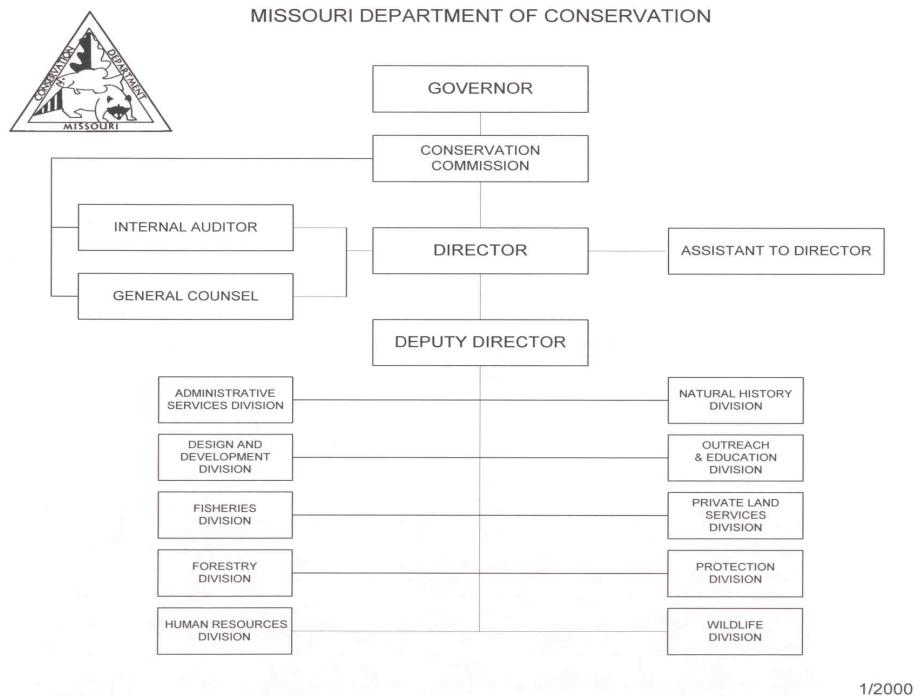 MISSOURI DEPARTMENT OF CONSERVATION
CONSERVATION
DEPARTMENT
MISSOURI
GOVERNOR
CONSERVATION
COMMISSION
INTERNAL AUDITOR
DIRECTOR
ASSISTANT TO DIRECTOR
GENERAL COUNSEL
DEPUTY DIRECTOR
ADMINISTRATIVE
SERVICES DIVISION
NATURAL HISTORY
DIVISION
DESIGN AND
DEVELOPMENT
DIVISION
OUTREACH
& EDUCATION
DIVISION
FISHERIES
DIVISION
PRIVATE LAND
SERVICES
DIVISION
FORESTRY
DIVISION
PROTECTION
DIVISION
HUMAN RESOURCES
DIVISION
WILDLIFE
DIVISION
1/2000